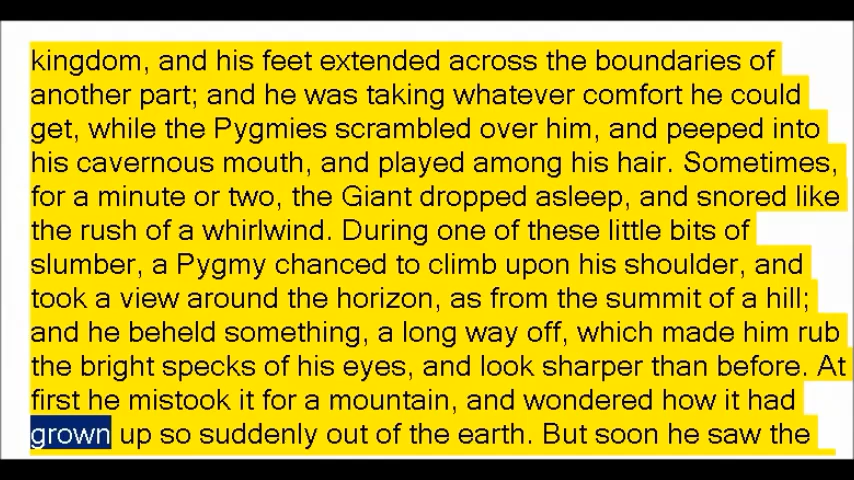 kingdom, and his feet extended across the boundaries of
another part; and he was taking whatever comfort he could
get, while the Pygmies scrambled over him, and peeped into
his cavernous mouth, and played among his hair. Sometimes,
for a minute or two, the Giant dropped asleep, and snored like
the rush of a whirlwind. During one of these little bits of
slumber, a Pygmy chanced to climb upon his shoulder, and
took a view around the horizon, as from the summit of a hill;
and he beheld something, a long way off, which made him rub
the bright specks of his eyes, and look sharper than before. At
first he mistook it for a mountain, and wondered how it had
grown up so suddenly out of the earth. But soon he saw the